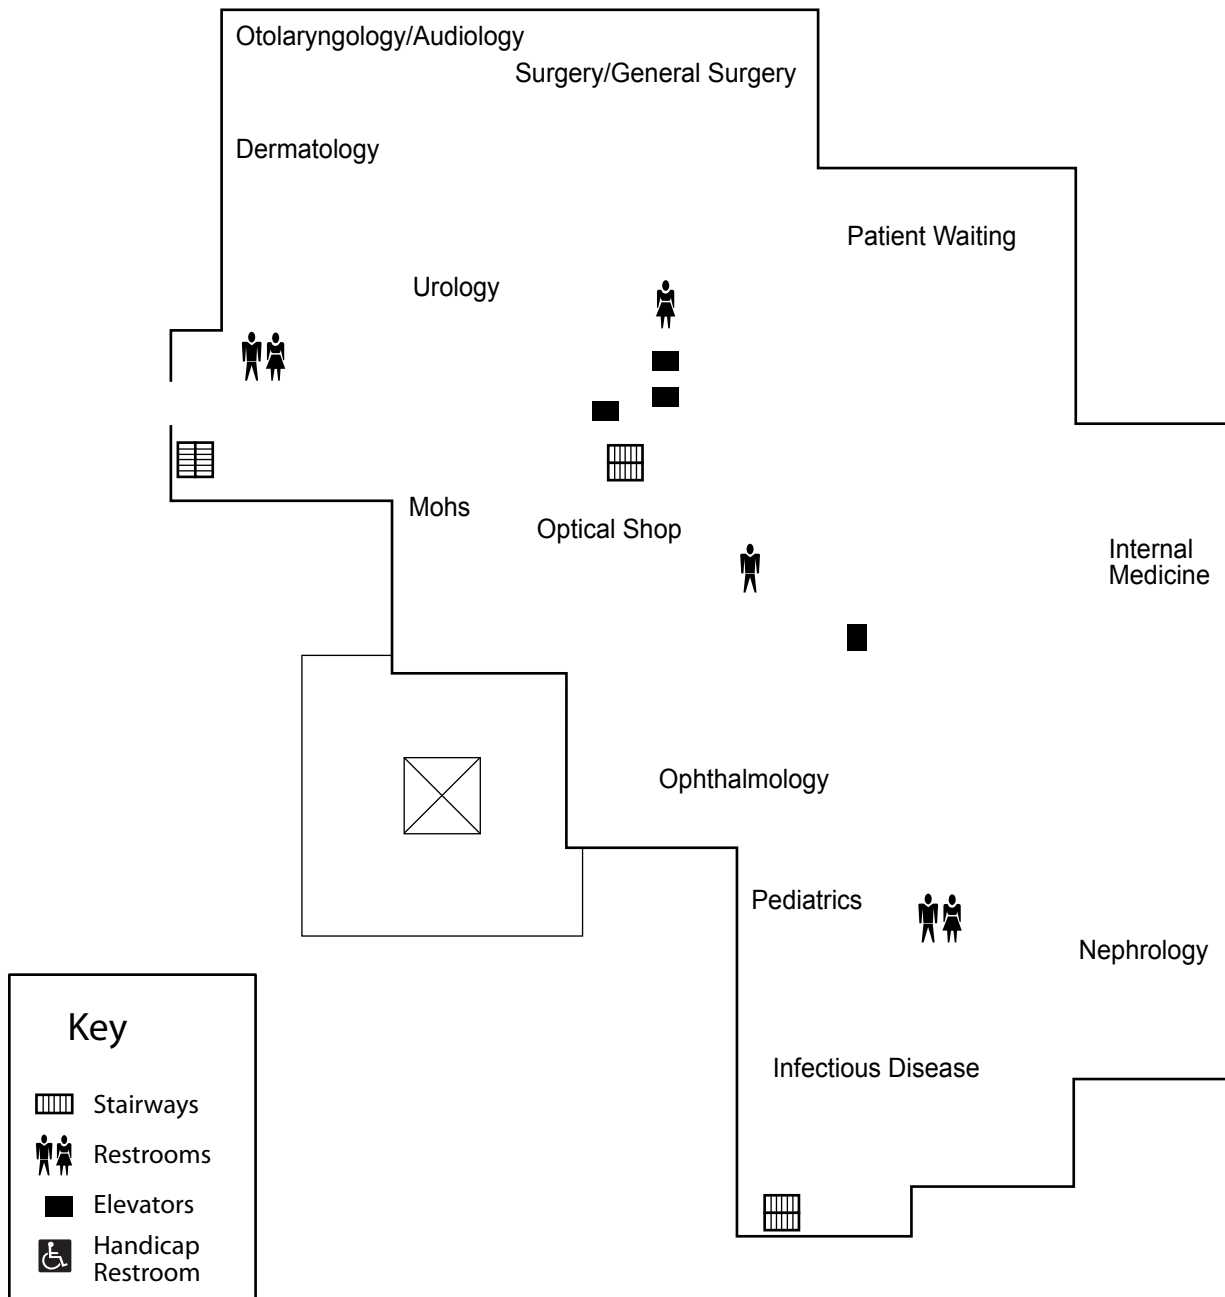 Otolaryngology/Audiology
Surgery/General Surgery
Dermatology
Patient Waiting
Urology
Mohs
Optical Shop
Internal
Medicine
Ophthalmology
Pediatrics
Nephrology
Infectious Disease
Key
Stairways
Restrooms
Elevators
Handicap
Restroom